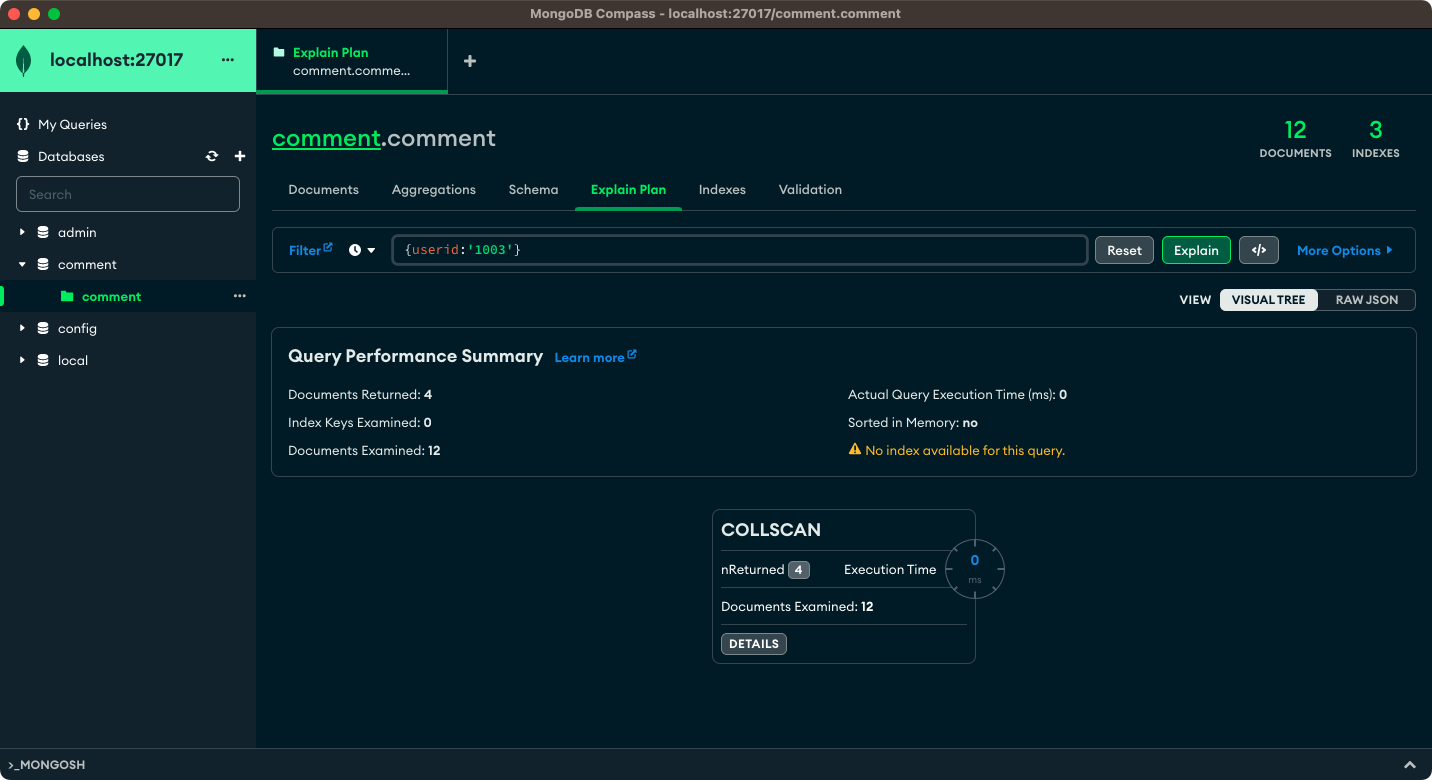 MongoDB Compass - localhost:27017/comment.comment
localhost:27017 ...
Explain Plan
comment.comme...
My Queries
Databases
Search
admin
comment
comment ...
config
local
comment.comment
12
DOCUMENTS
3
INDEXES
Documents Aggregations Schema Explain Plan Indexes Validation
Filter {userid:'1003'} Reset Explain </> More Options
VIEW VISUAL TREE RAW JSON
Query Performance Summary Learn more
Documents Returned: 4
Index Keys Examined: 0
Documents Examined: 12
Actual Query Execution Time (ms): 0
Sorted in Memory: no
No index available for this query.
COLLSCAN
nReturned 4 Execution Time 0 ms
Documents Examined: 12
DETAILS
>_MONGOSH